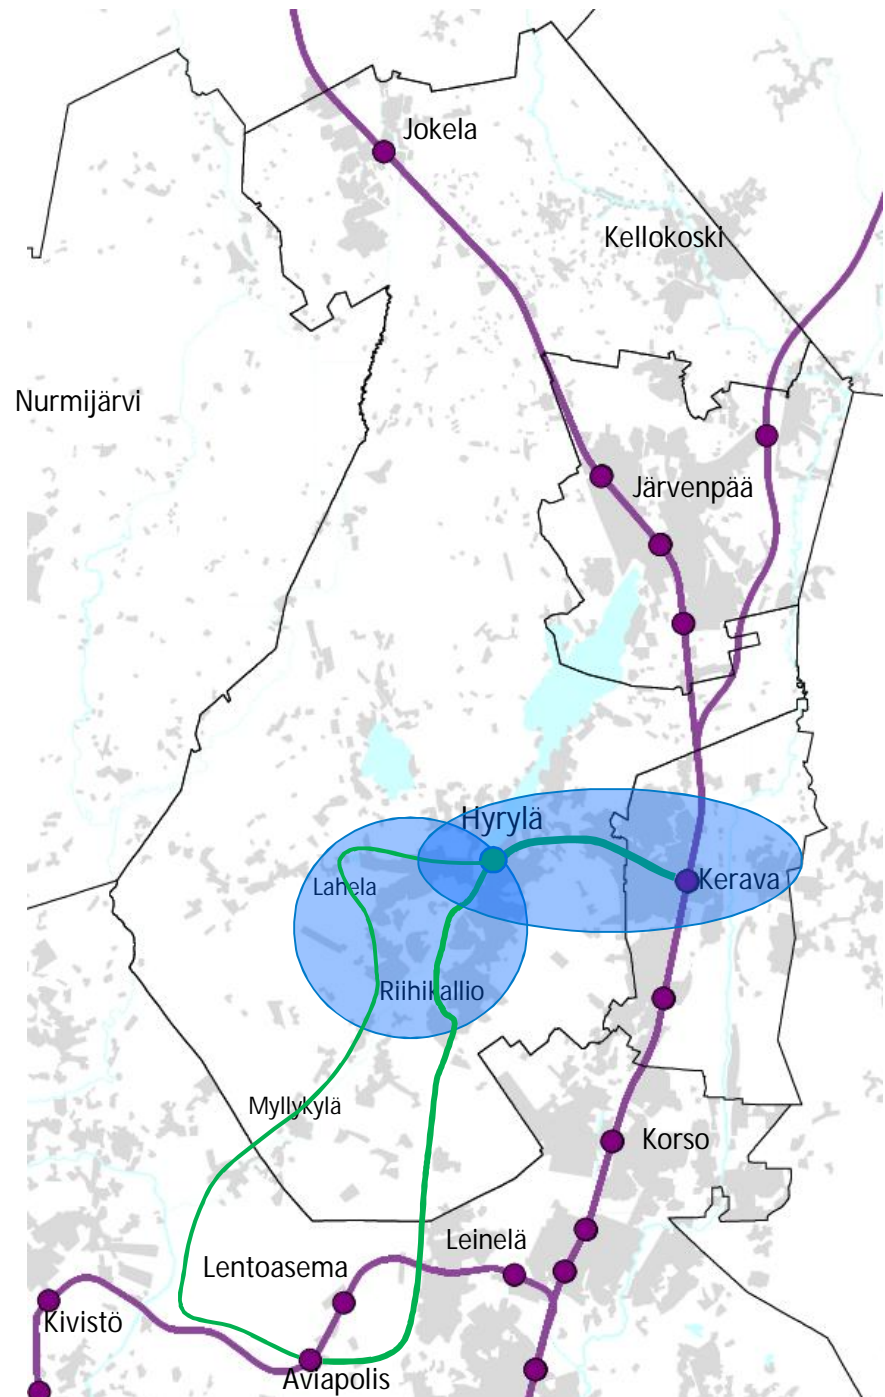 Jokela
Kellokoski
Nurmijärvi
Järvenpää
Hyrylä
Kerava
Lahela
Riihikallio
Myllykylä
Korso
Leinelä
Lentoasema
Kivistö
Aviapolis